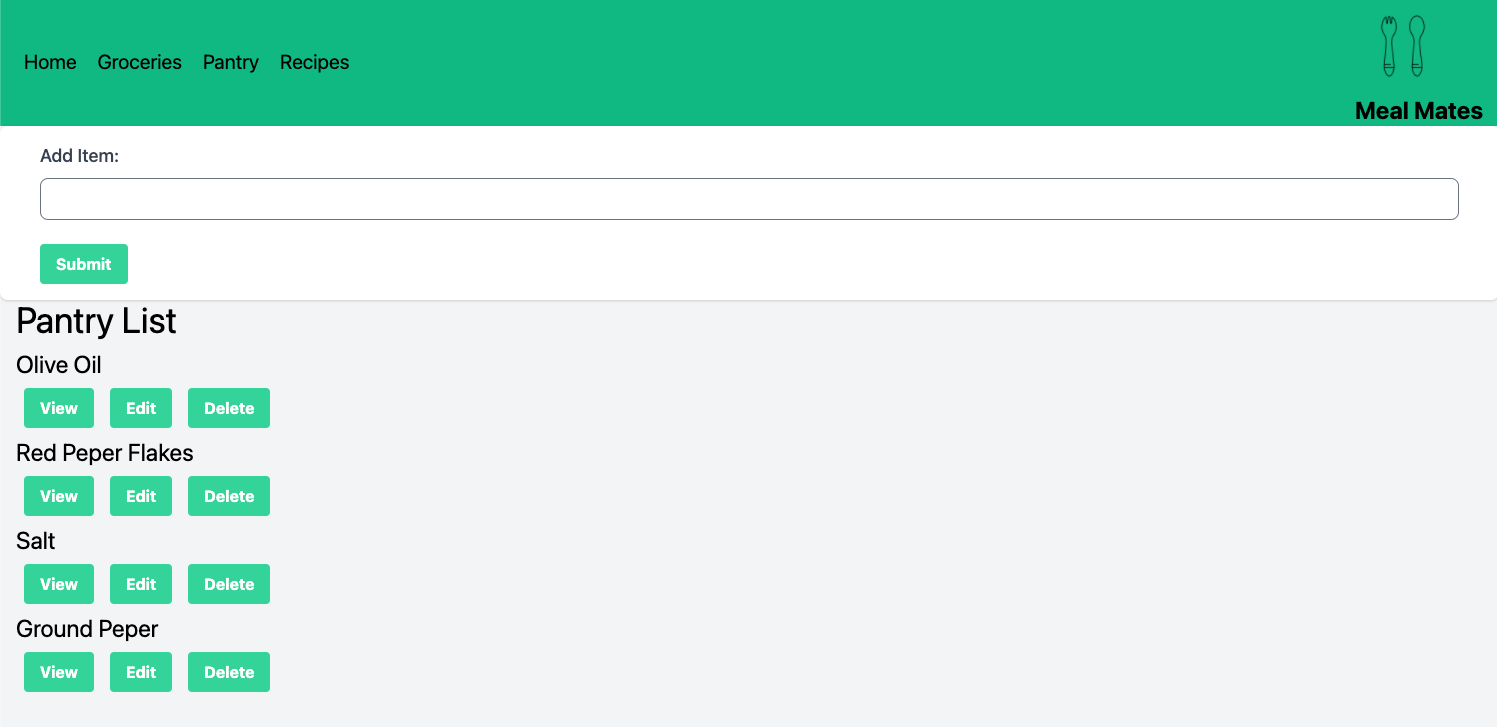 Home Groceries Pantry Recipes
Meal Mates
Add Item:
Submit
Pantry List
Olive Oil
View Edit Delete
Red Peper Flakes
View Edit Delete
Salt
View Edit Delete
Ground Peper
View Edit Delete